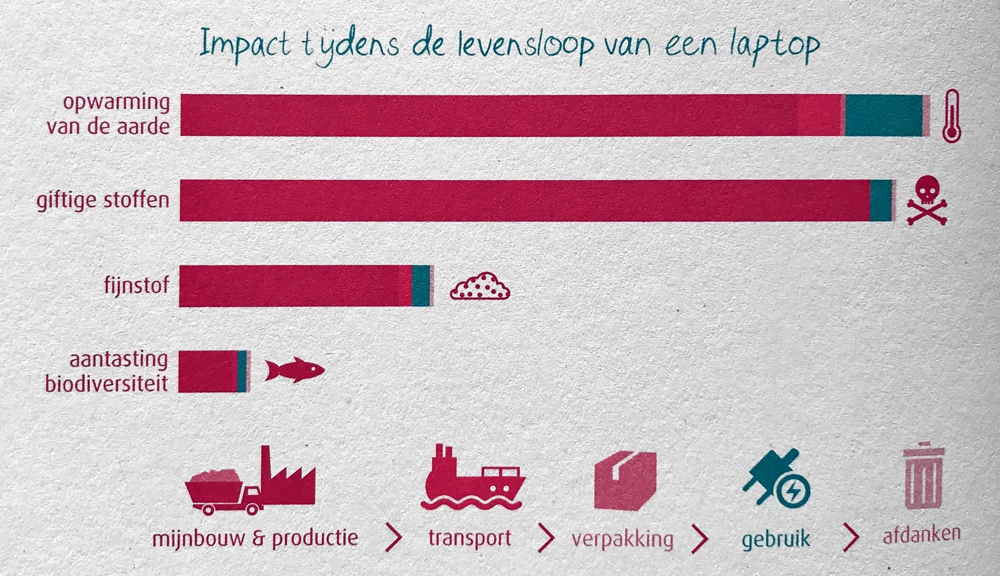 Impact tijdens de levensloop van een laptop
opwarming
van de aarde
giftige stoffen
fijnstof
aantasting
biodiversiteit
mijnbouw & productie > transport > verpakking > gebruik > afdanken